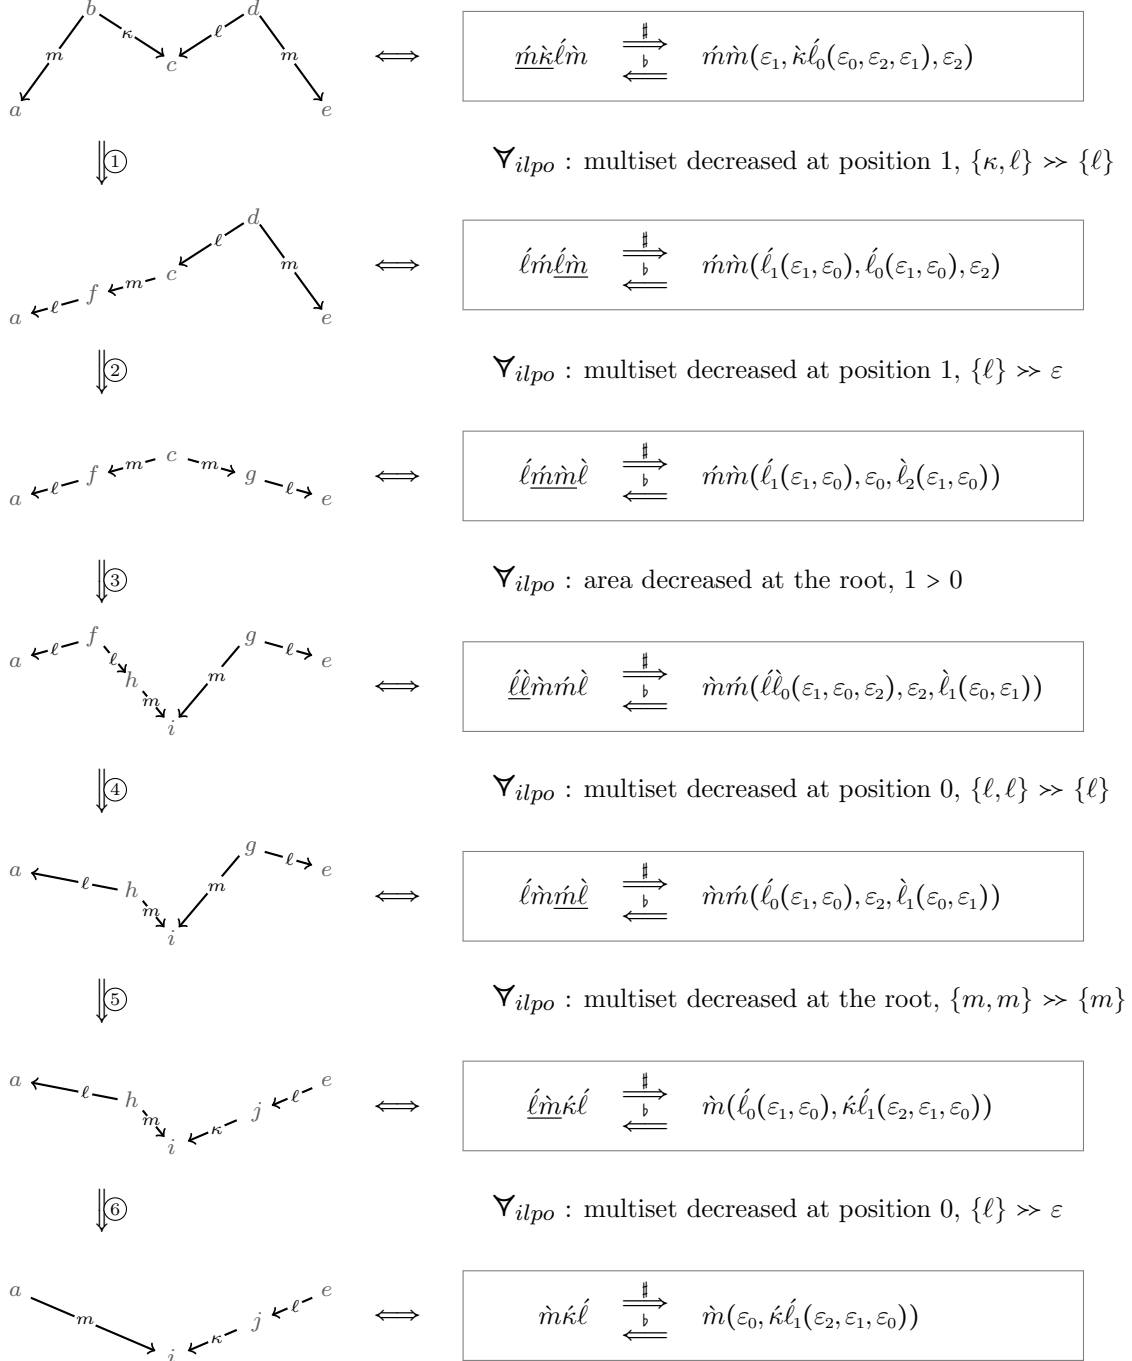 b d
m κ ℓ m
c
a e
⟺ ḿκ̀ℓ́m̀ ♯ ⟹ ♭ ⟸ ḿm̀(ε₁, κ̀ℓ́₀(ε₀, ε₂, ε₁), ε₂)
① ∀ilpo : multiset decreased at position 1, {κ, ℓ} ≫ {ℓ}
d
ℓ m
c
m
f
ℓ
a e
⟺ ℓ́ḿℓ́m̀ ♯ ⟹ ♭ ⟸ ḿm̀(ℓ́₁(ε₁, ε₀), ℓ́₀(ε₁, ε₀), ε₂)
② ∀ilpo : multiset decreased at position 1, {ℓ} ≫ ε
c
m m
f g
ℓ ℓ
a e
⟺ ℓ́ḿm̀ℓ̀ ♯ ⟹ ♭ ⟸ ḿm̀(ℓ́₁(ε₁, ε₀), ε₀, ℓ̀₂(ε₁, ε₀))
③ ∀ilpo : area decreased at the root, 1 > 0
f g
a ℓ ℓ ℓ e
h m
m
i
⟺ ℓ́ℓ̀m̀ḿℓ̀ ♯ ⟹ ♭ ⟸ m̀ḿ(ℓ́ℓ̀₀(ε₁, ε₀, ε₂), ε₂, ℓ̀₁(ε₀, ε₁))
④ ∀ilpo : multiset decreased at position 0, {ℓ, ℓ} ≫ {ℓ}
g
a ℓ e
ℓ h m
m
i
⟺ ℓ́m̀ḿℓ̀ ♯ ⟹ ♭ ⟸ m̀ḿ(ℓ́₀(ε₁, ε₀), ε₂, ℓ̀₁(ε₀, ε₁))
⑤ ∀ilpo : multiset decreased at the root, {m, m} ≫ {m}
a e
ℓ h ℓ
m j
κ
i
⟺ ℓ́m̀κ́ℓ́ ♯ ⟹ ♭ ⟸ m̀(ℓ́₀(ε₁, ε₀), κ́ℓ́₁(ε₂, ε₁, ε₀))
⑥ ∀ilpo : multiset decreased at position 0, {ℓ} ≫ ε
a e
ℓ
m j
κ
i
⟺ m̀κ́ℓ́ ♯ ⟹ ♭ ⟸ m̀(ε₀, κ́ℓ́₁(ε₂, ε₁, ε₀))